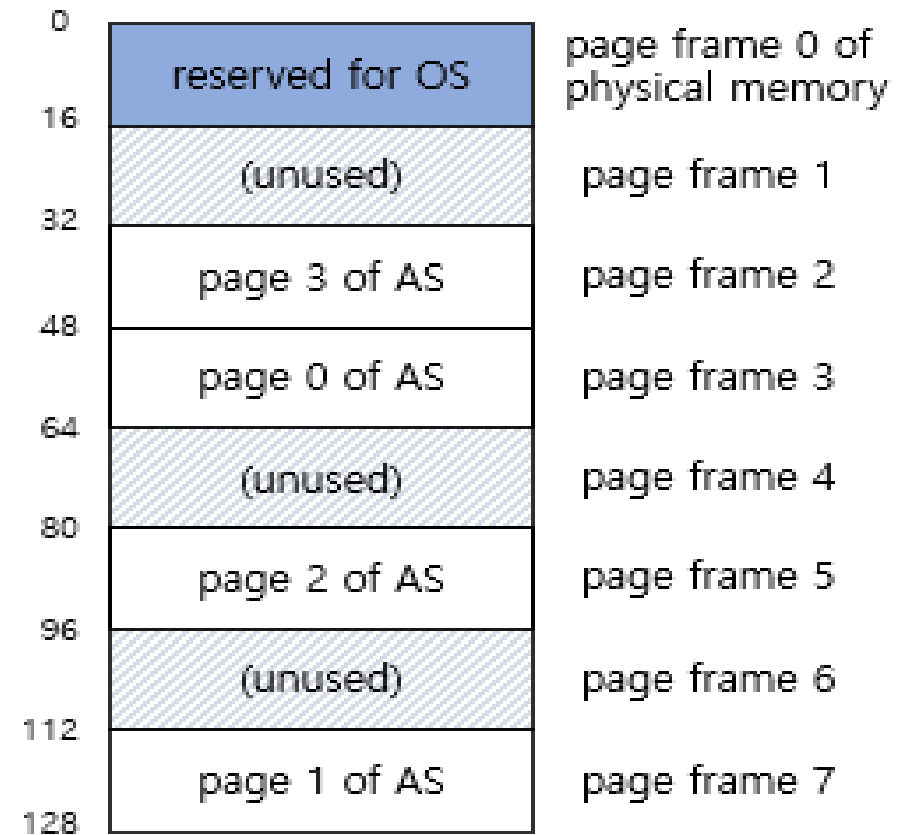 0
reserved for OS
page frame 0 of
physical memory
16
(unused)
page frame 1
32
page 3 of AS
page frame 2
48
page 0 of AS
page frame 3
64
(unused)
page frame 4
80
page 2 of AS
page frame 5
96
(unused)
page frame 6
112
page 1 of AS
page frame 7
128